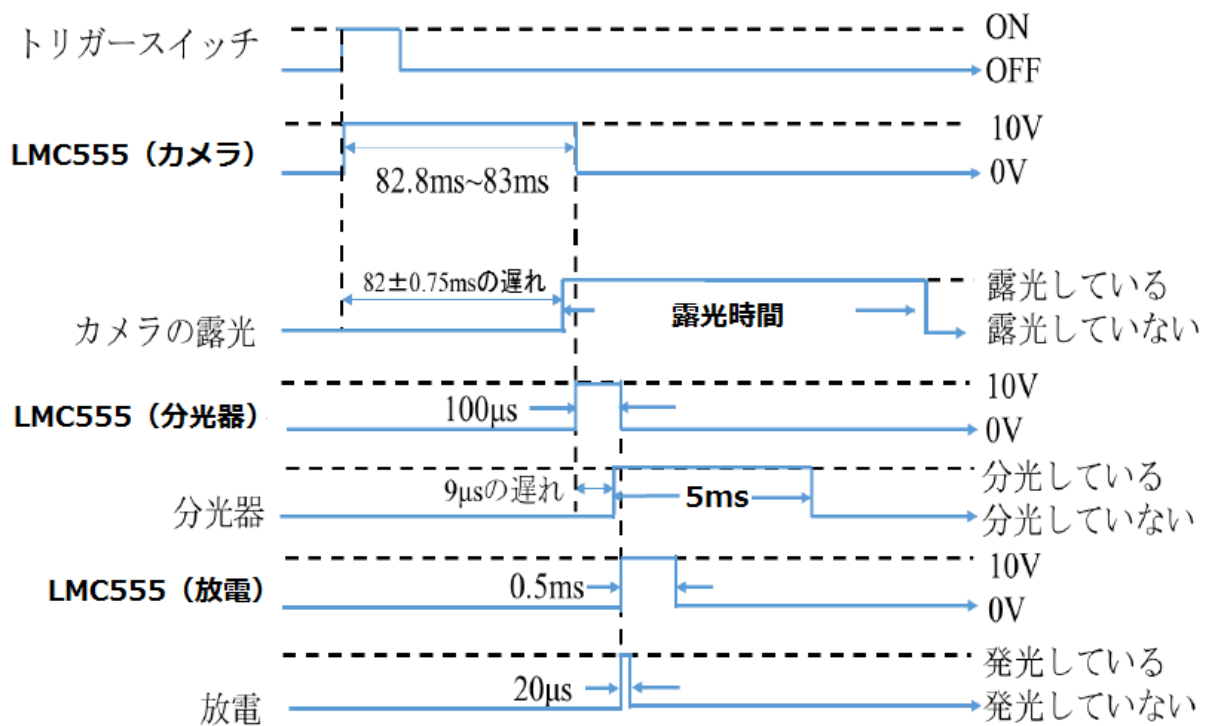 トリガースイッチ
ON
OFF
LMC555（カメラ）
10V
0V
82.8ms~83ms
82±0.75msの遅れ
カメラの露光
露光時間
露光している
露光していない
LMC555（分光器）
100μs
10V
0V
分光器
9μsの遅れ
5ms
分光している
分光していない
LMC555（放電）
0.5ms
10V
0V
放電
20μs
発光している
発光していない